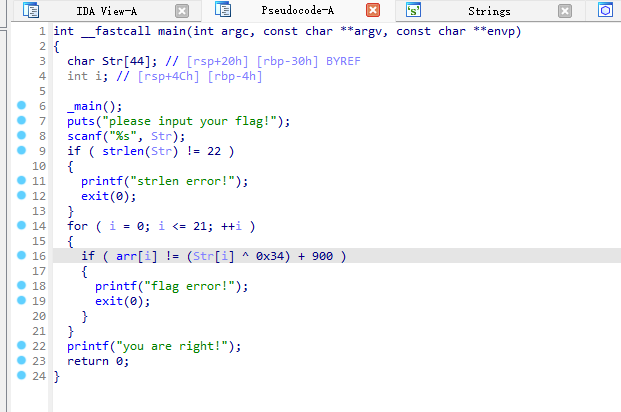 IDA View-A Pseudocode-A Strings
1 int __fastcall main(int argc, const char **argv, const char **envp)
2 {
3 char Str[44]; // [rsp+20h] [rbp-30h] BYREF
4 int i; // [rsp+4Ch] [rbp-4h]
5
6 _main();
7 puts("please input your flag!");
8 scanf("%s", Str);
9 if ( strlen(Str) != 22 )
10 {
11 printf("strlen error!");
12 exit(0);
13 }
14 for ( i = 0; i <= 21; ++i )
15 {
16 if ( arr[i] != (Str[i] ^ 0x34) + 900 )
17 {
18 printf("flag error!");
19 exit(0);
20 }
21 }
22 printf("you are right!");
23 return 0;
24 }